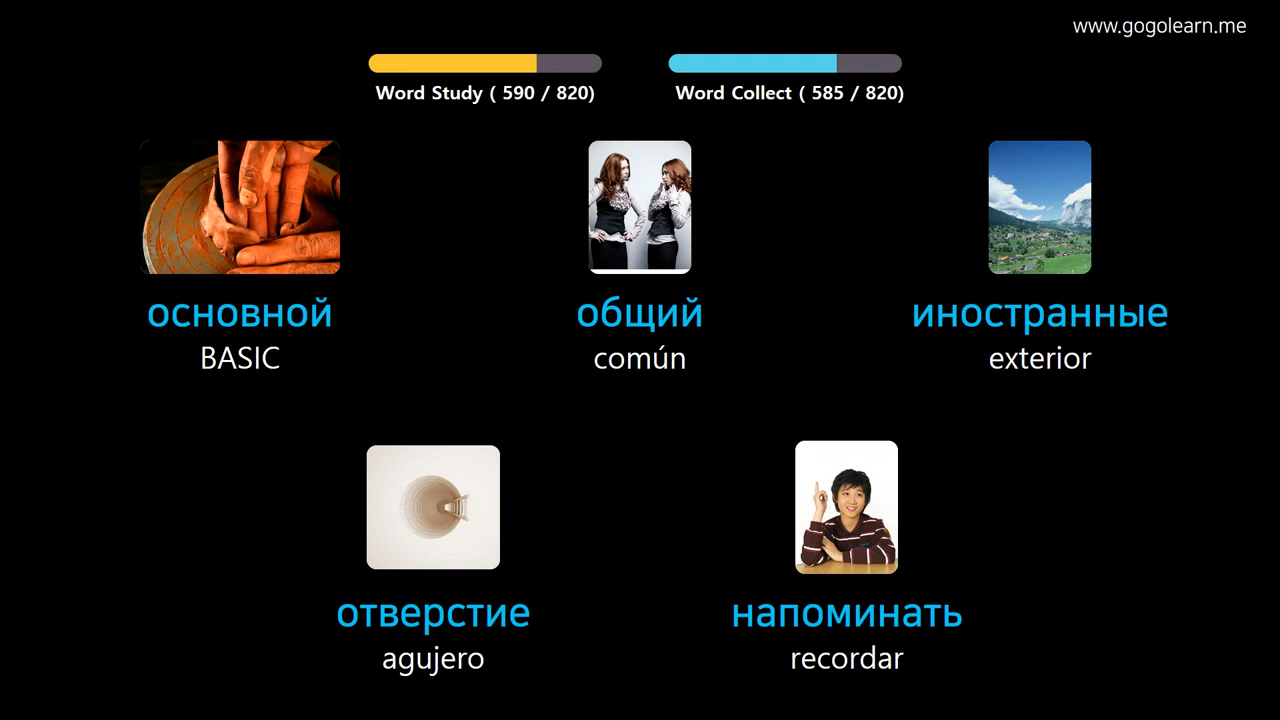 www.gogolearn.me
Word Study ( 590 / 820)
Word Collect ( 585 / 820)
основной
BASIC
общий
común
иностранные
exterior
отверстие
agujero
напоминать
recordar